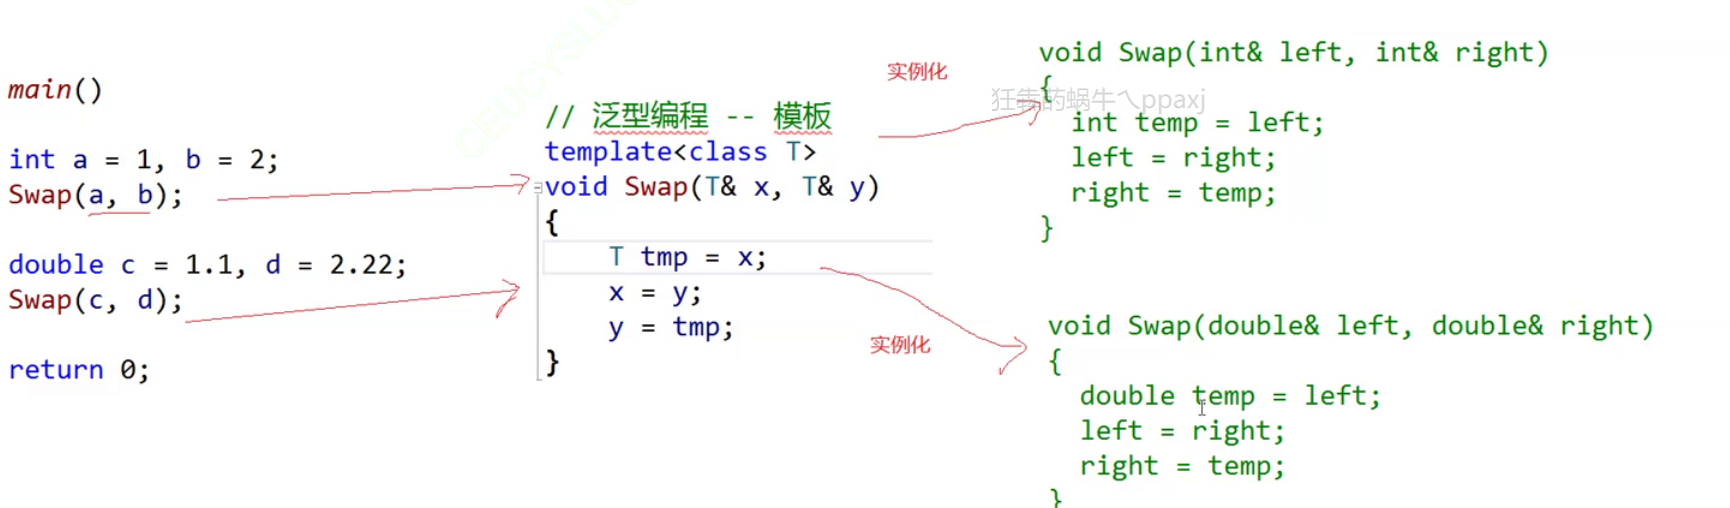 main()
int a = 1, b = 2;
Swap(a, b);
double c = 1.1, d = 2.22;
Swap(c, d);
return 0;
// 泛型编程 -- 模板
template<class T>
void Swap(T& x, T& y)
{
T tmp = x;
x = y;
y = tmp;
}
实例化
实例化
void Swap(int& left, int& right)
{
狂犇的蜗牛ヘppaxj
int temp = left;
left = right;
right = temp;
}
void Swap(double& left, double& right)
{
double temp = left;
left = right;
right = temp;
}